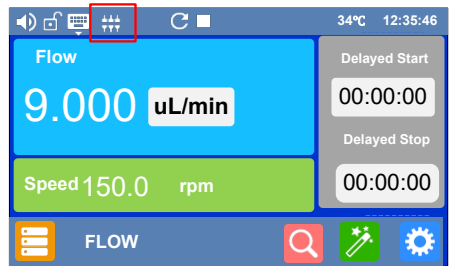 34℃ 12:35:46
Flow
9.000 uL/min
Speed 150.0 rpm
Delayed Start
00:00:00
Delayed Stop
00:00:00
FLOW